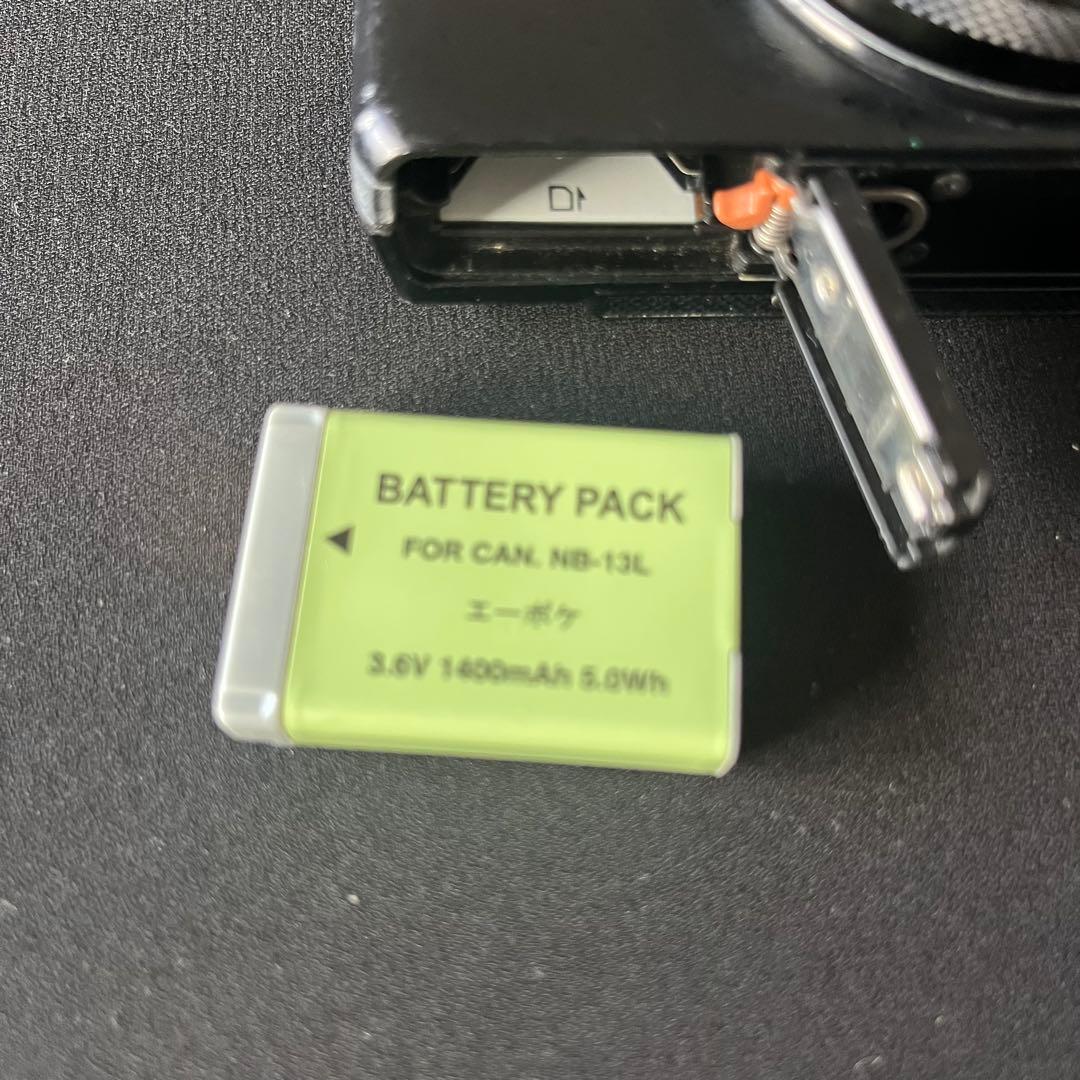 BATTERY PACK
FOR CAN. NB-13L
エーポケ
3.6V 1400mAh 5.0Wh